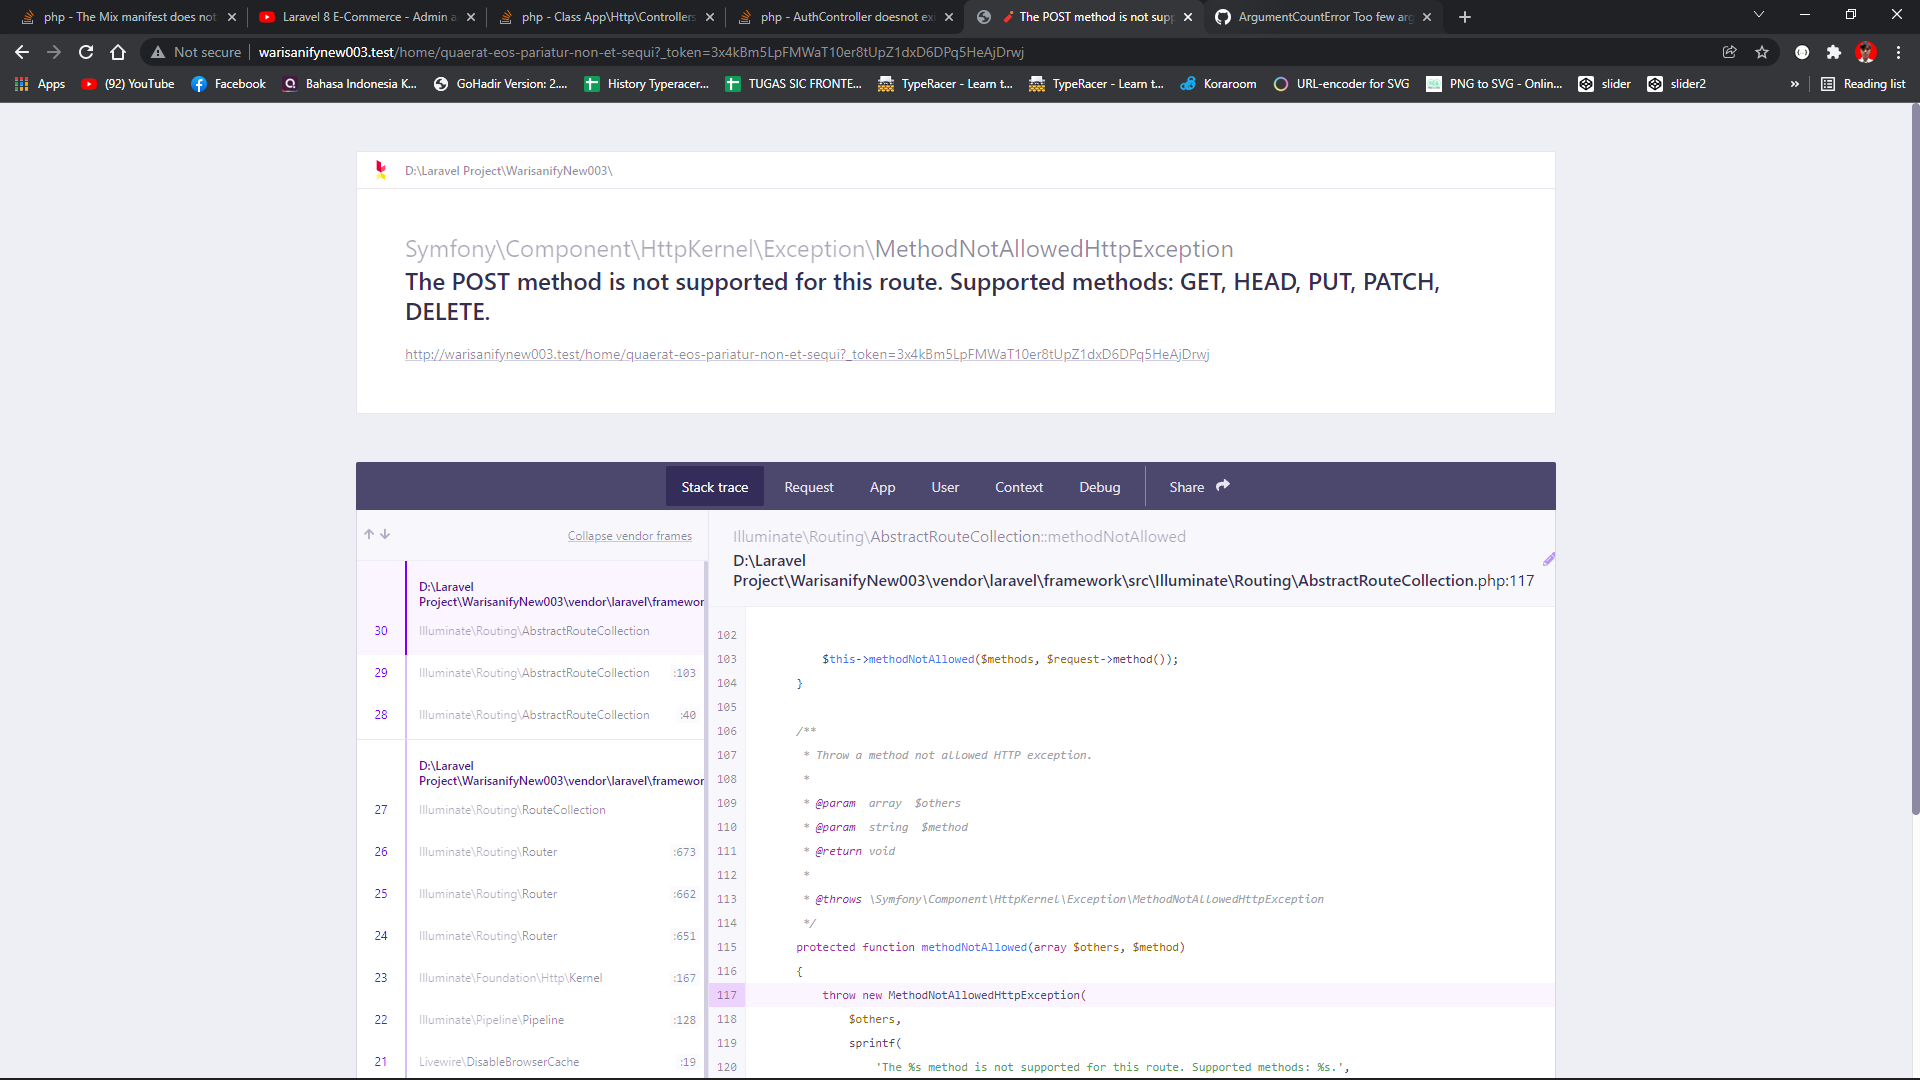 php - The Mix manifest does not
Laravel 8 E-Commerce - Admin a
php - Class App\Http\Controllers
php - AuthController doesnot exi
The POST method is not supp
ArgumentCountError Too few arg
Not secure
warisanifynew003.test/home/quaerat-eos-pariatur-non-et-sequi?_token=3x4kBm5LpFMWaT10er8tUpZ1dxD6DPq5HeAjDrwj
Apps
(92) YouTube
Facebook
Bahasa Indonesia K...
GoHadir Version: 2....
History Typeracer...
TUGAS SIC FRONTE...
TypeRacer - Learn t...
TypeRacer - Learn t...
Koraroom
URL-encoder for SVG
PNG to SVG - Onlin...
slider
slider2
»
Reading list
D:\Laravel Project\WarisanifyNew003\
Symfony\Component\HttpKernel\Exception\MethodNotAllowedHttpException
The POST method is not supported for this route. Supported methods: GET, HEAD, PUT, PATCH,
DELETE.
http://warisanifynew003.test/home/quaerat-eos-pariatur-non-et-sequi?_token=3x4kBm5LpFMWaT10er8tUpZ1dxD6DPq5HeAjDrwj
Stack trace
Request
App
User
Context
Debug
Share
Collapse vendor frames
D:\Laravel
Project\WarisanifyNew003\vendor\laravel\framewor
30 Illuminate\Routing\AbstractRouteCollection
29 Illuminate\Routing\AbstractRouteCollection :103
28 Illuminate\Routing\AbstractRouteCollection :40
D:\Laravel
Project\WarisanifyNew003\vendor\laravel\framewor
27 Illuminate\Routing\RouteCollection
26 Illuminate\Routing\Router :673
25 Illuminate\Routing\Router :662
24 Illuminate\Routing\Router :651
23 Illuminate\Foundation\Http\Kernel :167
22 Illuminate\Pipeline\Pipeline :128
21 Livewire\DisableBrowserCache :19
Illuminate\Routing\AbstractRouteCollection::methodNotAllowed
D:\Laravel
Project\WarisanifyNew003\vendor\laravel\framework\src\Illuminate\Routing\AbstractRouteCollection.php:117
102
103 $this->methodNotAllowed($methods, $request->method());
104 }
105
106 /**
107 * Throw a method not allowed HTTP exception.
108 *
109 * @param array $others
110 * @param string $method
111 * @return void
112 *
113 * @throws \Symfony\Component\HttpKernel\Exception\MethodNotAllowedHttpException
114 */
115 protected function methodNotAllowed(array $others, $method)
116 {
117 throw new MethodNotAllowedHttpException(
118 $others,
119 sprintf(
120 'The %s method is not supported for this route. Supported methods: %s.',